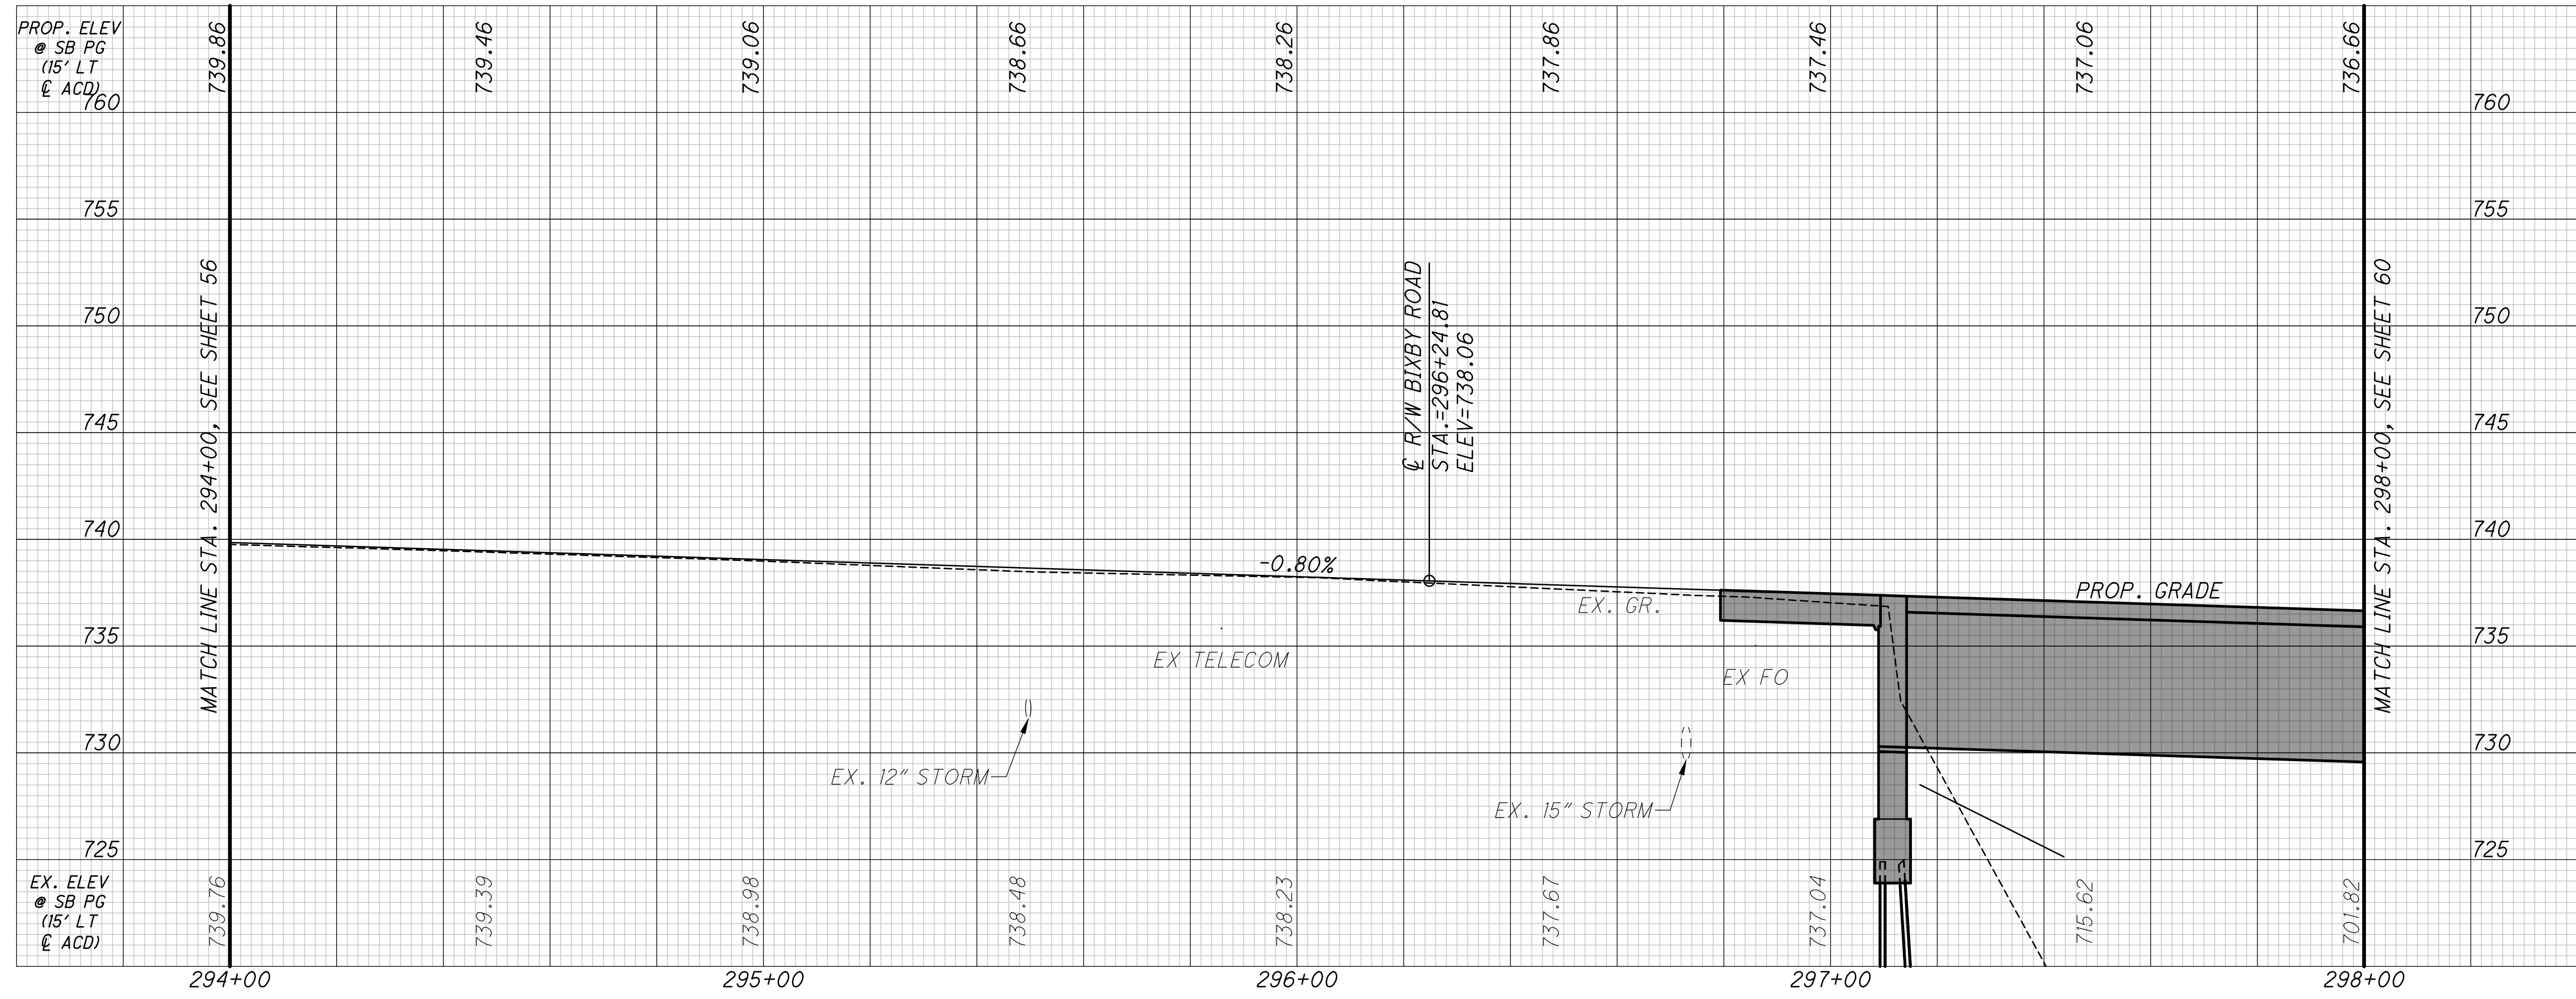 PROP. ELEV
@ SB PG
(15' LT
℄ ACD)
739.86
739.46
739.06
738.66
738.26
737.86
737.46
737.06
736.66
760
760
755
755
750
750
745
745
740
740
735
735
730
730
725
725
MATCH LINE STA. 294+00, SEE SHEET 56
℄ R/W BIXBY ROAD
STA.=296+24.81
ELEV=738.06
MATCH LINE STA. 298+00, SEE SHEET 60
-0.80%
PROP. GRADE
EX. GR.
EX TELECOM
EX FO
EX. 12" STORM
EX. 15" STORM
EX. ELEV
@ SB PG
(15' LT
℄ ACD)
739.76
739.39
738.98
738.48
738.23
737.67
737.04
715.62
701.82
294+00
295+00
296+00
297+00
298+00